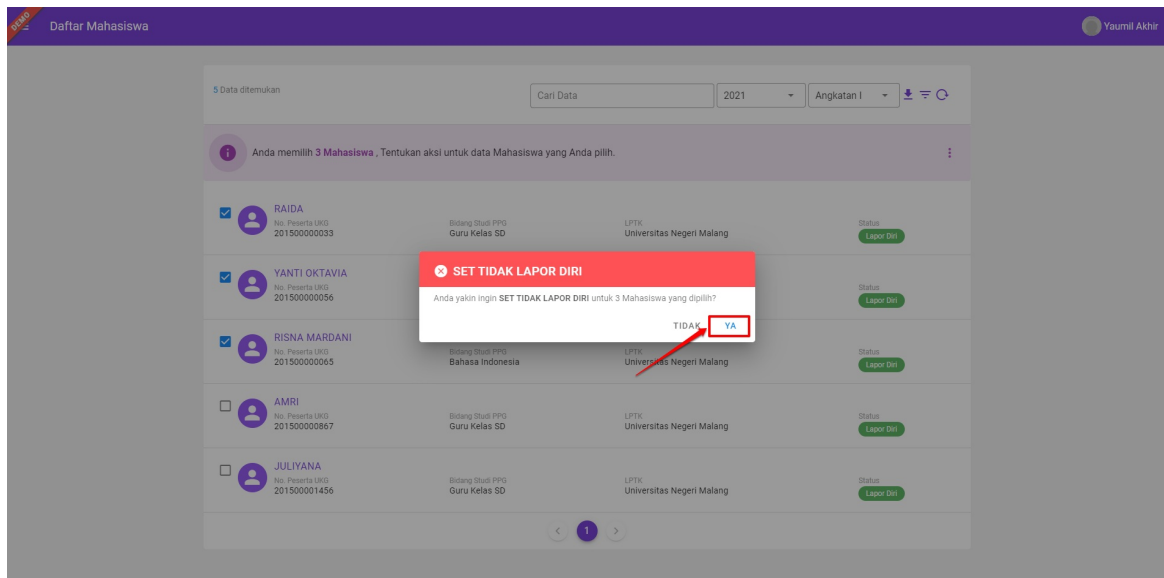 DEMO
Daftar Mahasiswa
Yaumil Akhir
5 Data ditemukan
Cari Data
2021
Angkatan I
Anda memilih 3 Mahasiswa , Tentukan aksi untuk data Mahasiswa yang Anda pilih.
RAIDA
No. Peserta UKG
201500000033
Bidang Studi PPG
Guru Kelas SD
LPTK
Universitas Negeri Malang
Status
Lapor Diri
SET TIDAK LAPOR DIRI
Anda yakin ingin SET TIDAK LAPOR DIRI untuk 3 Mahasiswa yang dipilih?
TIDAK
YA
YANTI OKTAVIA
No. Peserta UKG
201500000056
Status
Lapor Diri
RISNA MARDANI
No. Peserta UKG
201500000065
Bidang Studi PPG
Bahasa Indonesia
LPTK
Universitas Negeri Malang
Status
Lapor Diri
AMRI
No. Peserta UKG
201500000867
Bidang Studi PPG
Guru Kelas SD
LPTK
Universitas Negeri Malang
Status
Lapor Diri
JULIYANA
No. Peserta UKG
201500001456
Bidang Studi PPG
Guru Kelas SD
LPTK
Universitas Negeri Malang
Status
Lapor Diri
1